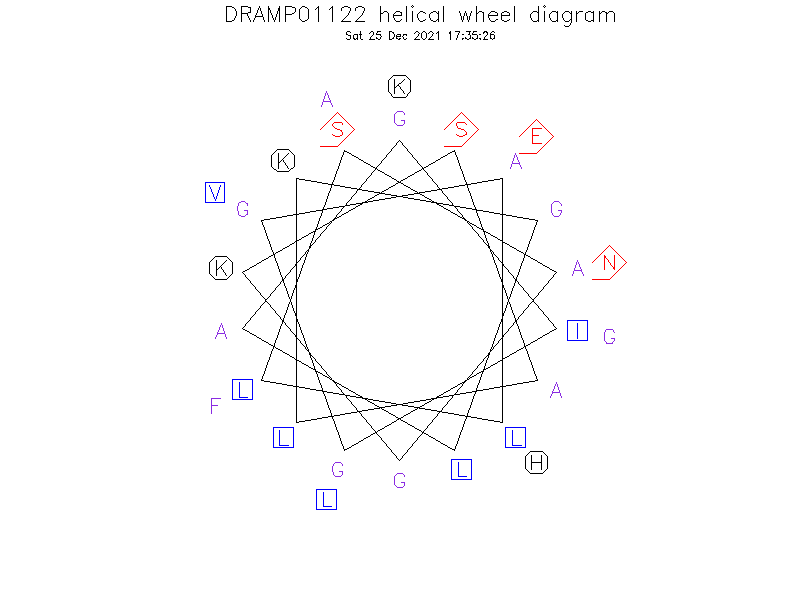 DRAMP01122 helical wheel diagram
Sat 25 Dec 2021 17:35:26
K
A
G
S
S
E
K
A
V
G
G
K
A
N
A
I
G
L
A
F
L
L
H
G
L
G
L